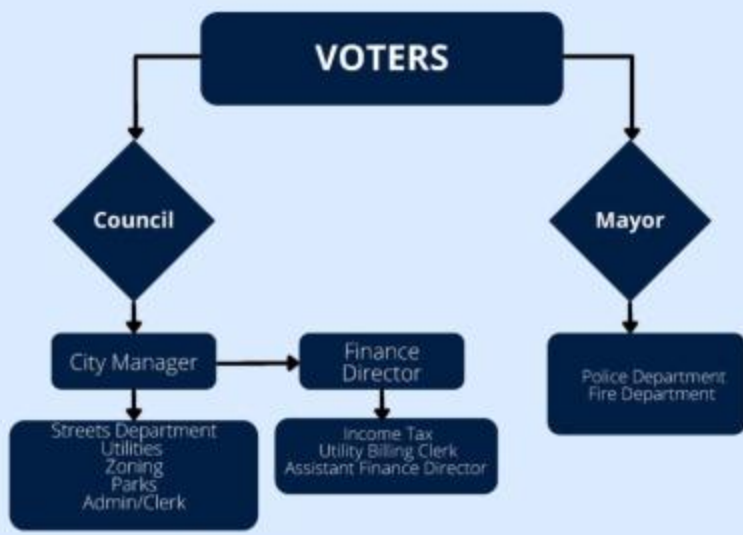 VOTERS
Council
Mayor
City Manager
Finance
Director
Police Department
Fire Department
Streets Department
Utilities
Zoning
Parks
Admin/Clerk
Income Tax
Utility Billing Clerk
Assistant Finance Director